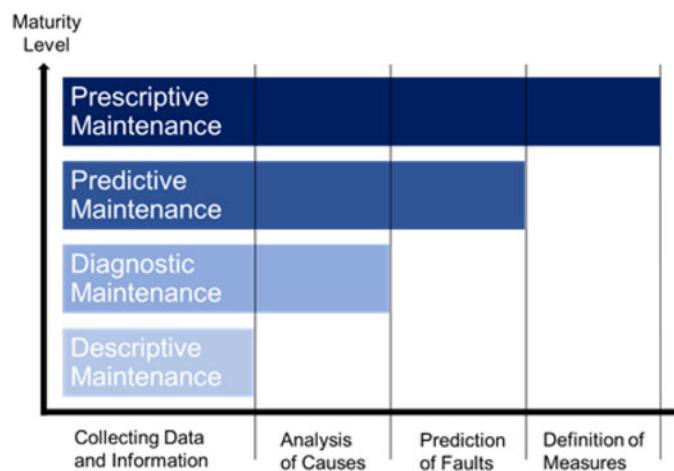 Maturity
Level
Prescriptive
Maintenance
Predictive
Maintenance
Diagnostic
Maintenance
Descriptive
Maintenance
Collecting Data
and Information
Analysis
of Causes
Prediction
of Faults
Definition of
Measures